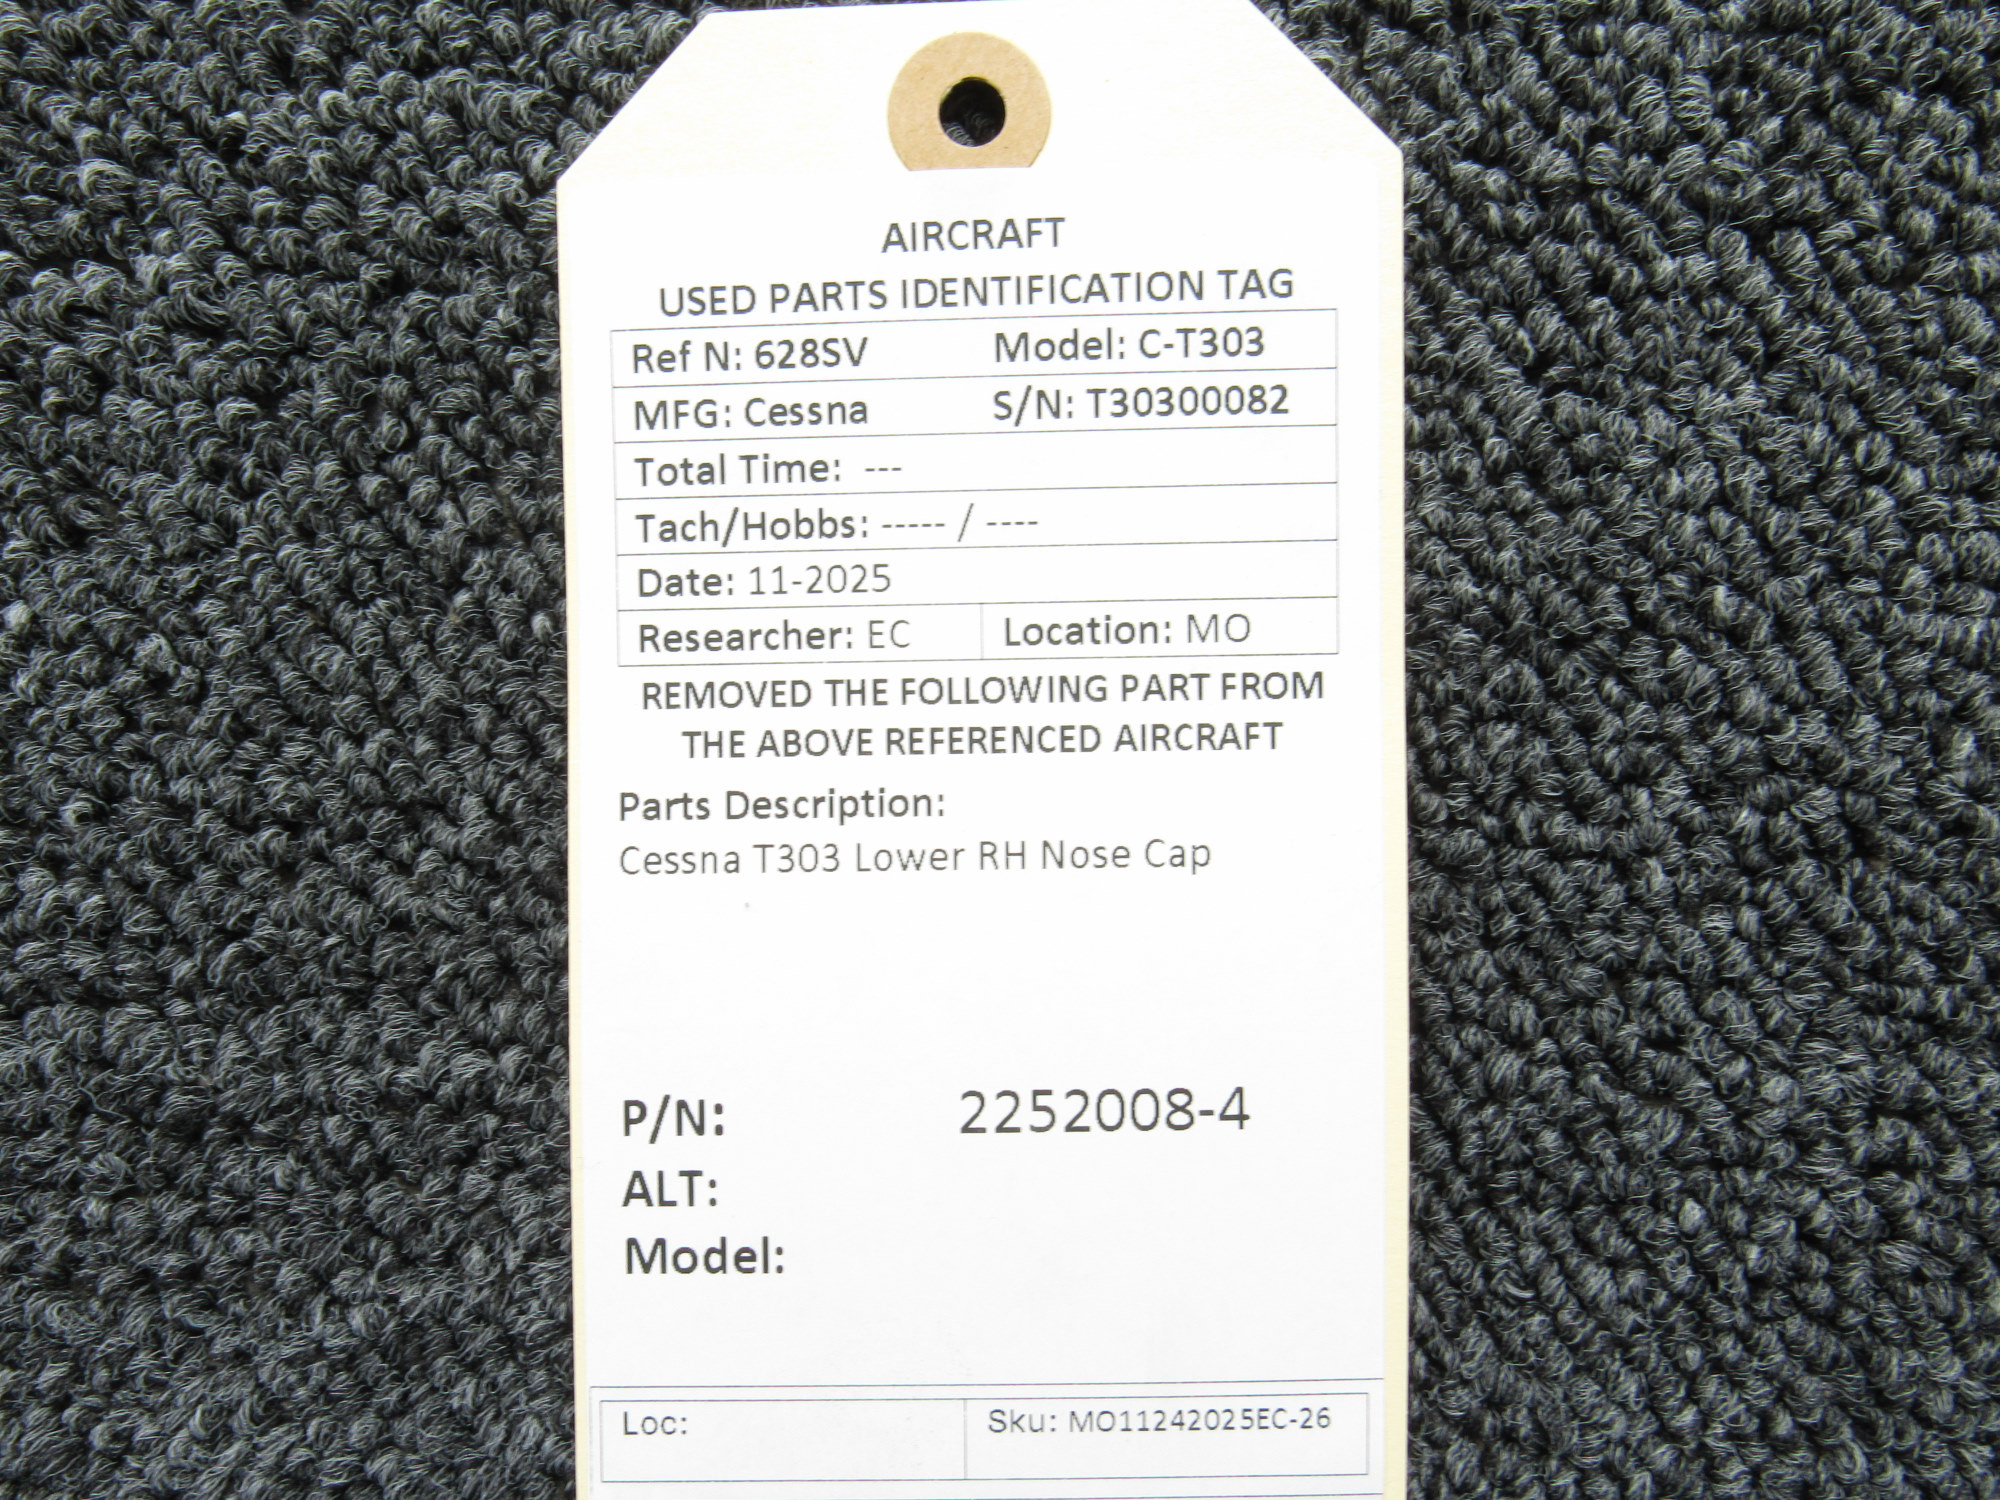 AIRCRAFT
USED PARTS IDENTIFICATION TAG
Ref N: 628SV Model: C-T303
MFG: Cessna S/N: T30300082
Total Time: ---
Tach/Hobbs: ----- / ----
Date: 11-2025
Researcher: EC Location: MO
REMOVED THE FOLLOWING PART FROM
THE ABOVE REFERENCED AIRCRAFT
Parts Description:
Cessna T303 Lower RH Nose Cap
P/N: 2252008-4
ALT:
Model:
Loc: Sku: MO11242025EC-26